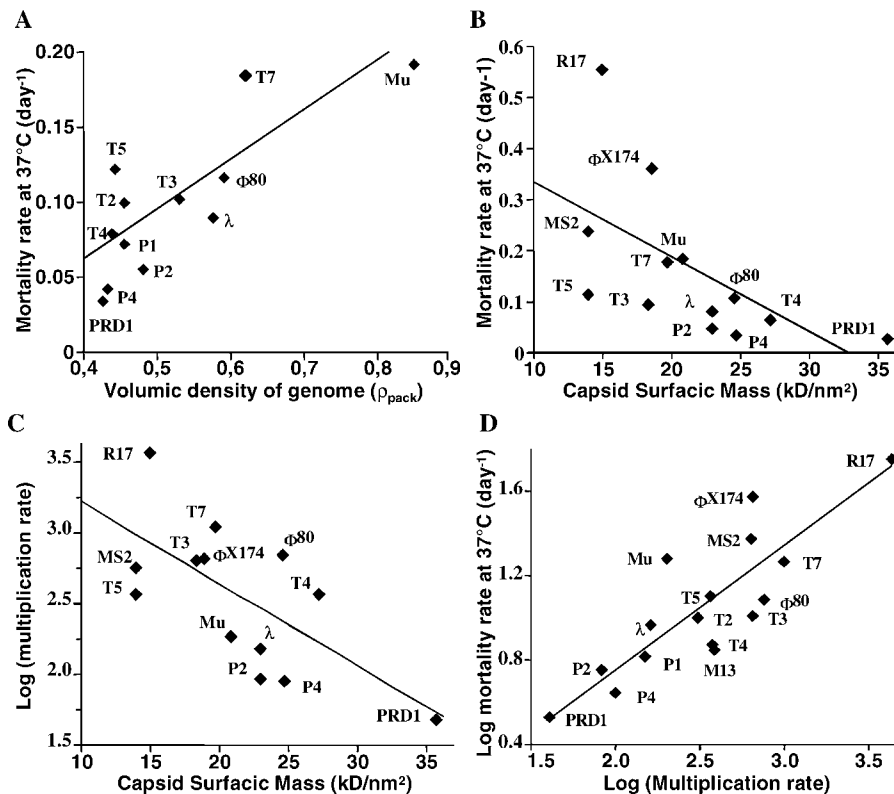 A
Mortality rate at 37°C (day-1)
0.20
0.15
0.10
0.05
0
T7
Mu
T5
T3
Φ80
T2
λ
T4
P1
P2
P4
PRD1
0,4 0,5 0,6 0,7 0,8 0,9
Volumic density of genome (ρpack)
B
Mortality rate at 37°C (day-1)
0.6
0.5
0.4
0.3
0.2
0.1
0
R17
ΦX174
MS2
Mu
T7
Φ80
T5
T3
λ
T4
P2
P4
PRD1
10 15 20 25 30 35
Capsid Surfacic Mass (kD/nm²)
C
Log (multiplication rate)
3.5
3.0
2.5
2.0
1.5
R17
T7
T3
ΦX174
Φ80
MS2
T5
T4
Mu
λ
P2
P4
PRD1
10 15 20 25 30 35
Capsid Surfacic Mass (kD/nm²)
D
Log mortality rate at 37°C (day-1)
1.6
1.2
0.8
0.4
R17
ΦX174
MS2
Mu
T7
T5
Φ80
λ
T2
T3
T4
P2
P1
M13
P4
PRD1
1.5 2.0 2.5 3.0 3.5
Log (Multiplication rate)